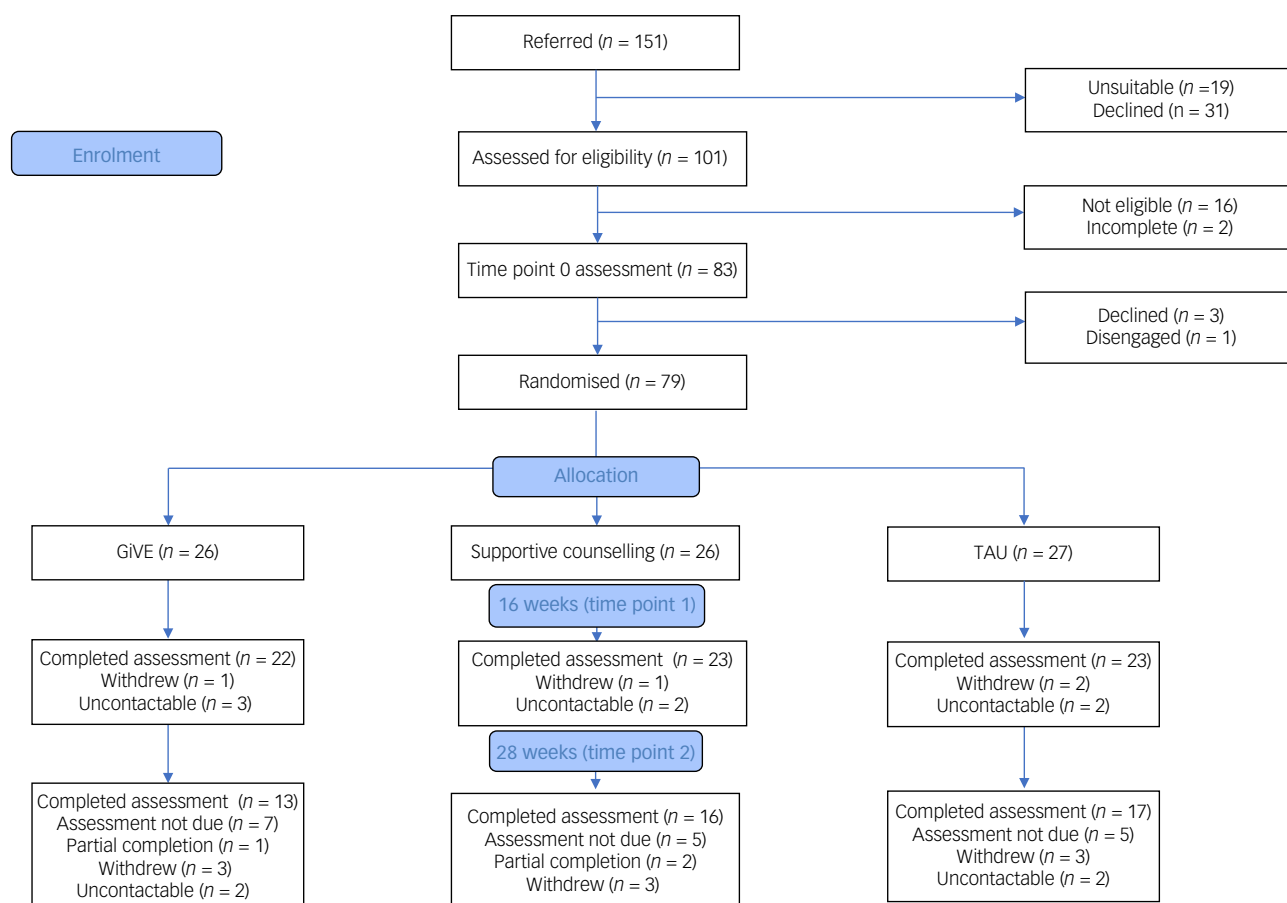 Referred (n = 151)
Unsuitable (n =19)
Declined (n = 31)
Enrolment
Assessed for eligibility (n = 101)
Not eligible (n = 16)
Incomplete (n = 2)
Time point 0 assessment (n = 83)
Declined (n = 3)
Disengaged (n = 1)
Randomised (n = 79)
Allocation
GiVE (n = 26)
Supportive counselling (n = 26)
TAU (n = 27)
16 weeks (time point 1)
Completed assessment (n = 22)
Withdrew (n = 1)
Uncontactable (n = 3)
Completed assessment (n = 23)
Withdrew (n = 1)
Uncontactable (n = 2)
Completed assessment (n = 23)
Withdrew (n = 2)
Uncontactable (n = 2)
28 weeks (time point 2)
Completed assessment (n = 13)
Assessment not due (n = 7)
Partial completion (n = 1)
Withdrew (n = 3)
Uncontactable (n = 2)
Completed assessment (n = 16)
Assessment not due (n = 5)
Partial completion (n = 2)
Withdrew (n = 3)
Completed assessment (n = 17)
Assessment not due (n = 5)
Withdrew (n = 3)
Uncontactable (n = 2)